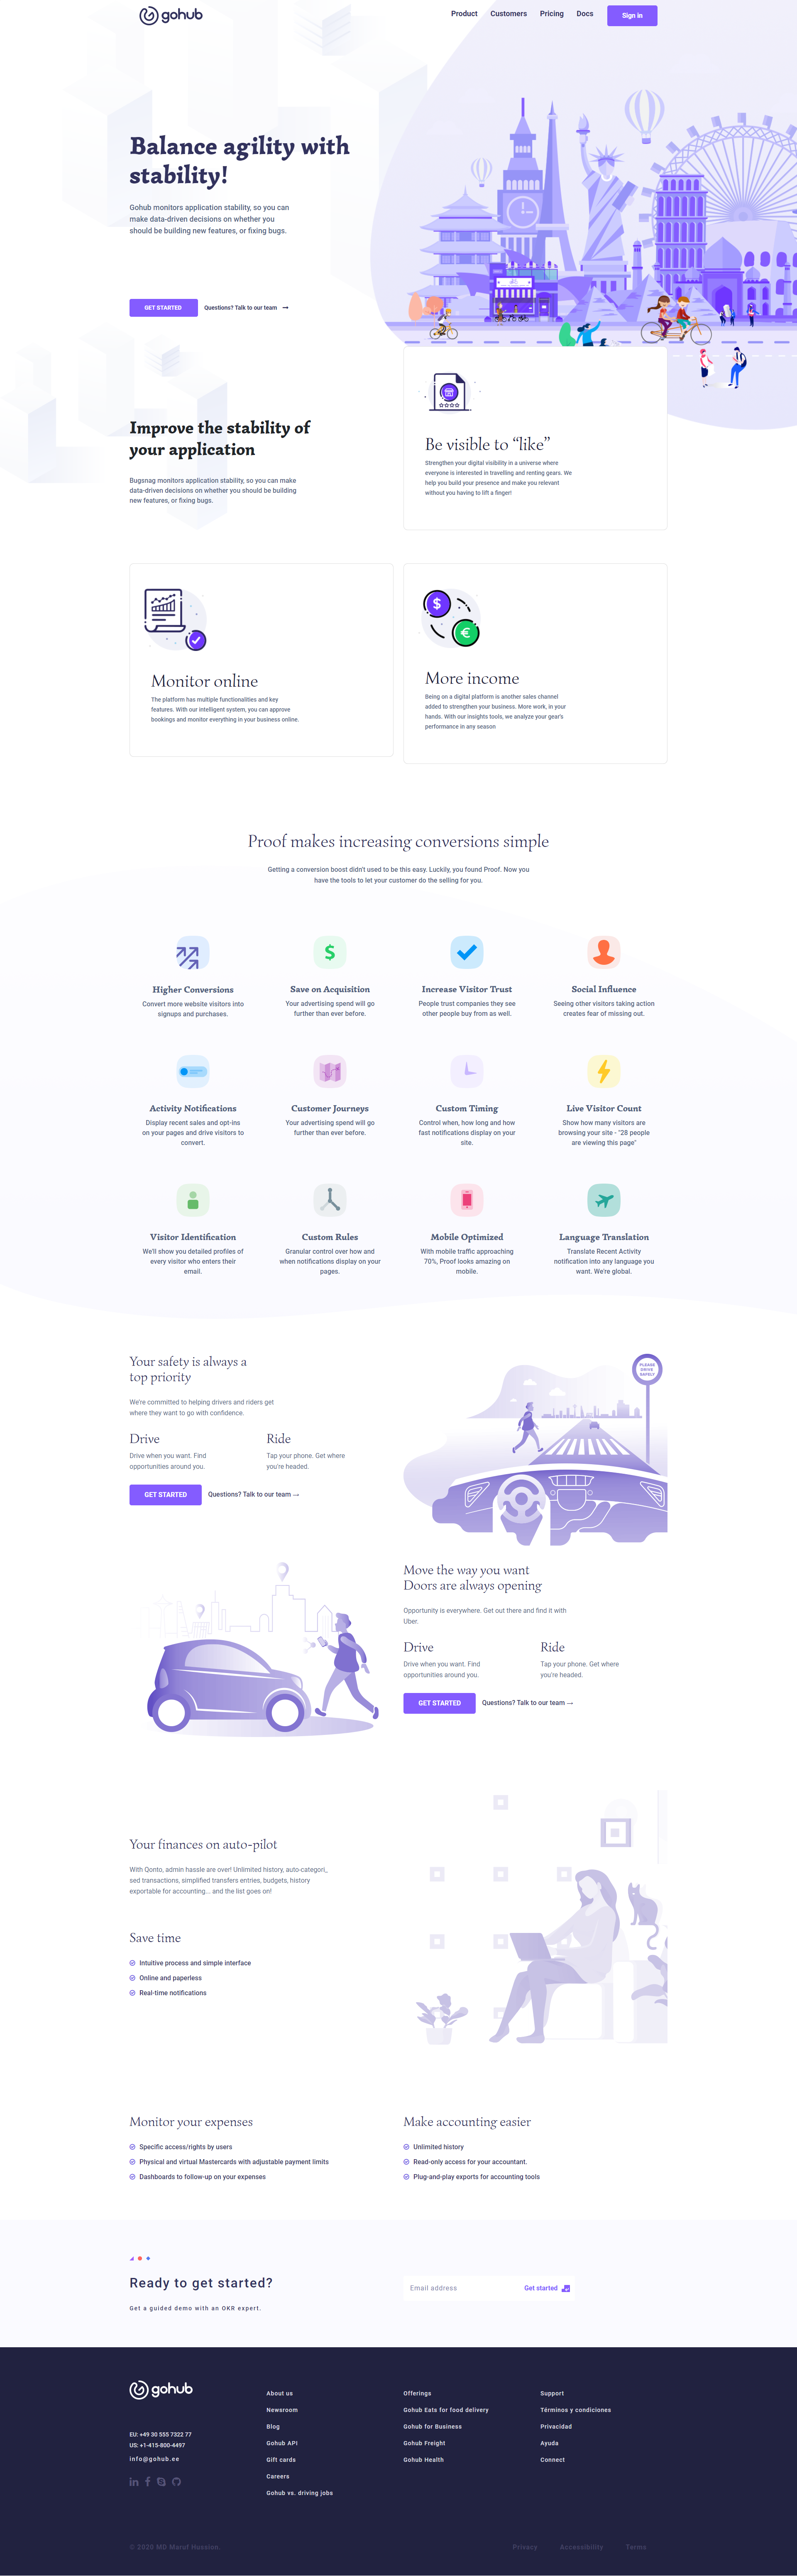 gohub
Product Customers Pricing Docs Sign in
Balance agility with
stability!
Gohub monitors application stability, so you can
make data-driven decisions on whether you
should be building new features, or fixing bugs.
GET STARTED Questions? Talk to our team →
Improve the stability of
your application
Bugsnag monitors application stability, so you can make
data-driven decisions on whether you should be building
new features, or fixing bugs.
Be visible to “like”
Strengthen your digital visibility in a universe where
everyone is interested in travelling and renting gears. We
help you build your presence and make you relevant
without you having to lift a finger!
Monitor online
The platform has multiple functionalities and key
features. With our intelligent system, you can approve
bookings and monitor everything in your business online.
More income
Being on a digital platform is another sales channel
added to strengthen your business. More work, in your
hands. With our insights tools, we analyze your gear's
performance in any season
Proof makes increasing conversions simple
Getting a conversion boost didn't used to be this easy. Luckily, you found Proof. Now you
have the tools to let your customer do the selling for you.
Higher Conversions
Convert more website visitors into
signups and purchases.
Save on Acquisition
Your advertising spend will go
further than ever before.
Increase Visitor Trust
People trust companies they see
other people buy from as well.
Social Influence
Seeing other visitors taking action
creates fear of missing out.
Activity Notifications
Display recent sales and opt-ins
on your pages and drive visitors to
convert.
Customer Journeys
Your advertising spend will go
further than ever before.
Custom Timing
Control when, how long and how
fast notifications display on your
site.
Live Visitor Count
Show how many visitors are
browsing your site - "28 people
are viewing this page"
Visitor Identification
We'll show you detailed profiles of
every visitor who enters their
email.
Custom Rules
Granular control over how and
when notifications display on your
pages.
Mobile Optimized
With mobile traffic approaching
70%, Proof looks amazing on
mobile.
Language Translation
Translate Recent Activity
notification into any language you
want. We're global.
Your safety is always a
top priority
We're committed to helping drivers and riders get
where they want to go with confidence.
Drive
Drive when you want. Find
opportunities around you.
Ride
Tap your phone. Get where
you're headed.
GET STARTED Questions? Talk to our team →
PLEASE
DRIVE
SAFELY
Move the way you want
Doors are always opening
Opportunity is everywhere. Get out there and find it with
Uber.
Drive
Drive when you want. Find
opportunities around you.
Ride
Tap your phone. Get where
you're headed.
GET STARTED Questions? Talk to our team →
Your finances on auto-pilot
With Qonto, admin hassle are over! Unlimited history, auto-categori_
sed transactions, simplified transfers entries, budgets, history
exportable for accounting... and the list goes on!
Save time
Intuitive process and simple interface
Online and paperless
Real-time notifications
Monitor your expenses
Specific access/rights by users
Physical and virtual Mastercards with adjustable payment limits
Dashboards to follow-up on your expenses
Make accounting easier
Unlimited history
Read-only access for your accountant.
Plug-and-play exports for accounting tools
Ready to get started?
Get a guided demo with an OKR expert.
Email address Get started
gohub
EU: +49 30 555 7322 77
US: +1-415-800-4497
info@gohub.ee
About us
Newsroom
Blog
Gohub API
Gift cards
Careers
Gohub vs. driving jobs
Offerings
Gohub Eats for food delivery
Gohub for Business
Gohub Freight
Gohub Health
Support
Términos y condiciones
Privacidad
Ayuda
Connect
© 2020 MD Maruf Hussion.
Privacy Accessibility Terms